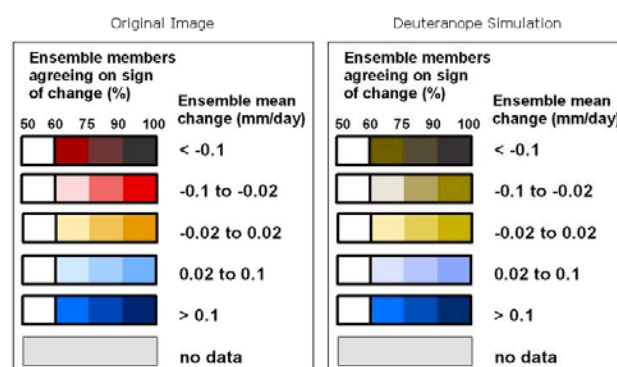 Original Image
Ensemble members
agreeing on sign
of change (%)
Ensemble mean
change (mm/day)
50 60 75 90 100
< -0.1
-0.1 to -0.02
-0.02 to 0.02
0.02 to 0.1
> 0.1
no data
Deuteranope Simulation
Ensemble members
agreeing on sign
of change (%)
Ensemble mean
change (mm/day)
50 60 75 90 100
< -0.1
-0.1 to -0.02
-0.02 to 0.02
0.02 to 0.1
> 0.1
no data